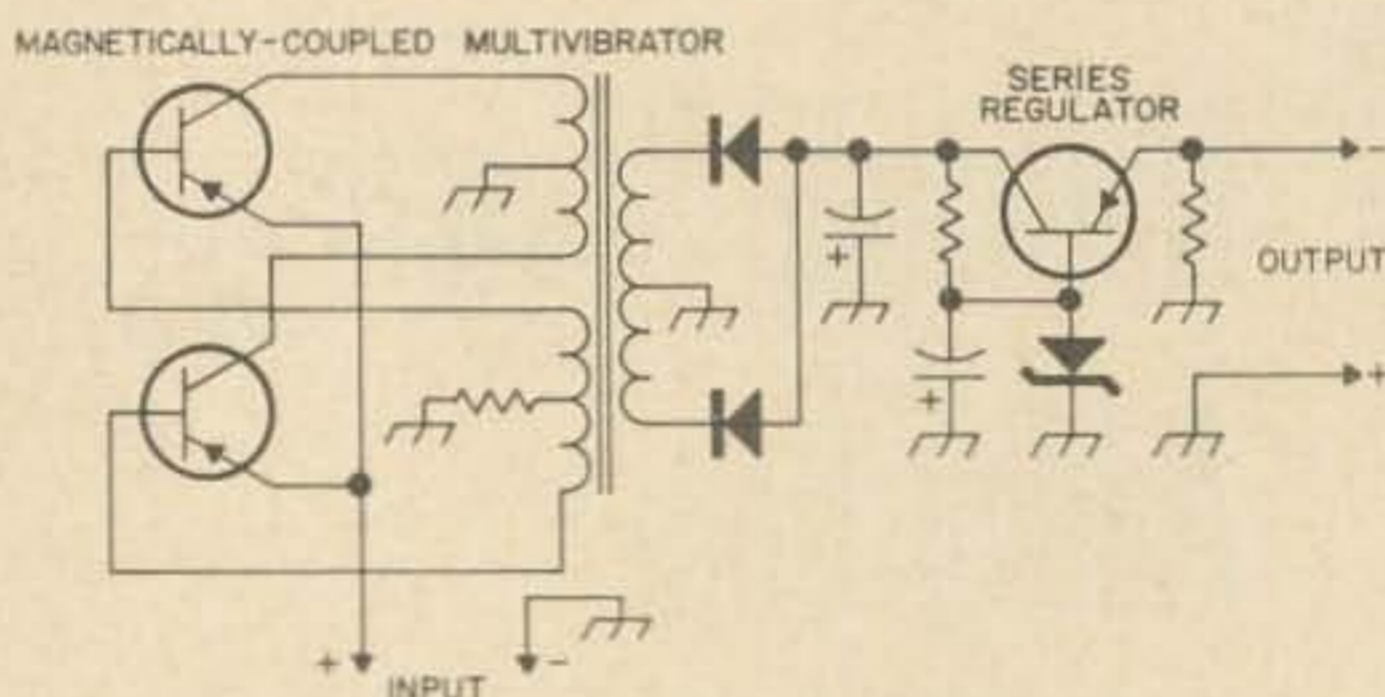 MAGNETICALLY-COUPLED MULTIVIBRATOR
SERIES
REGULATOR
-
+
OUTPUT
+
+
+ INPUT -